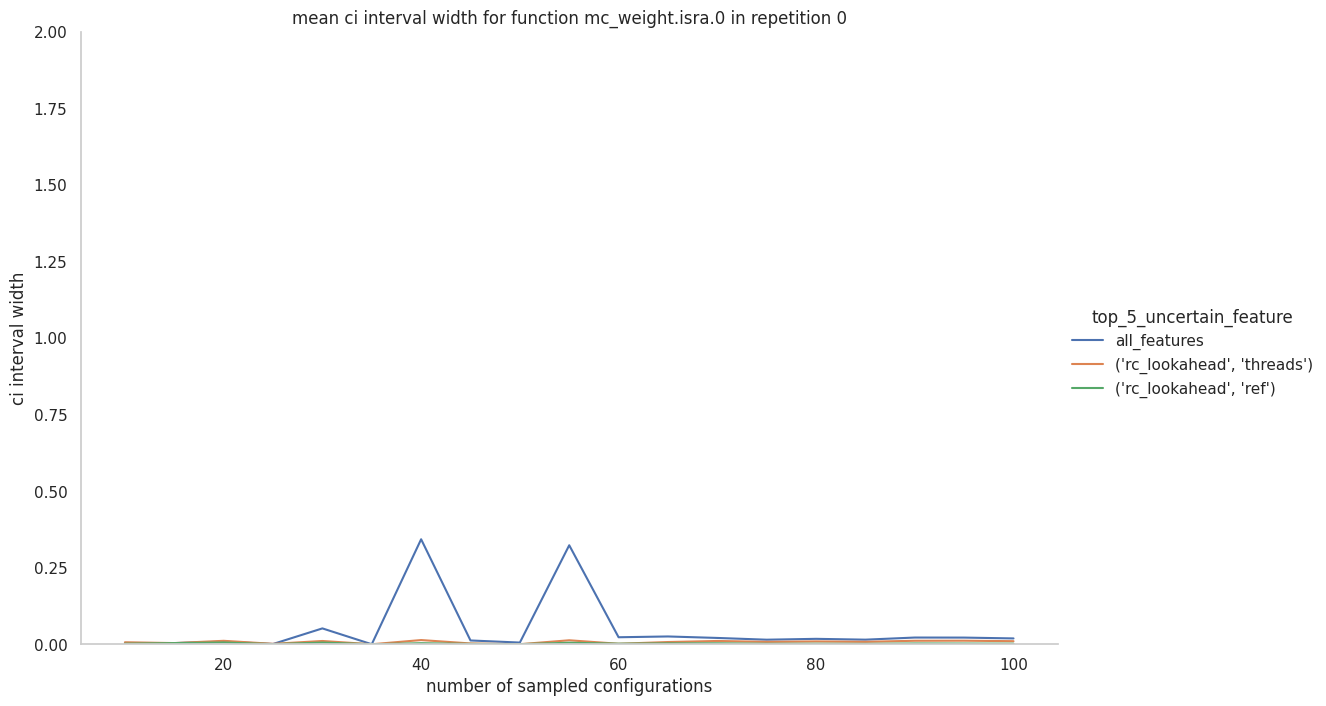 mean ci interval width for function mc_weight.isra.0 in repetition 0
2.00
1.75
1.50
1.25
1.00
0.75
0.50
0.25
0.00
ci interval width
20
40
60
80
100
number of sampled configurations
top_5_uncertain_feature
all_features
('rc_lookahead', 'threads')
('rc_lookahead', 'ref')